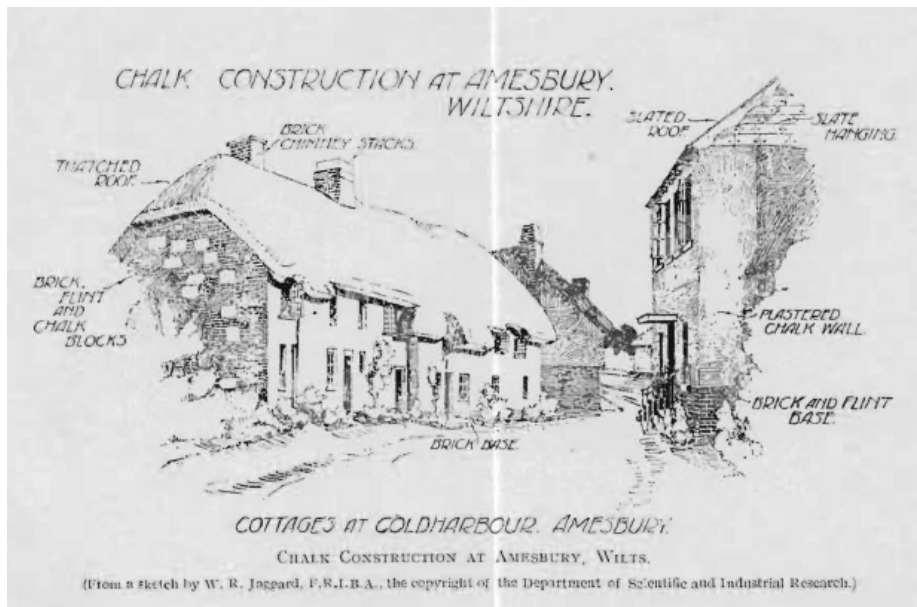 CHALK CONSTRUCTION AT AMESBURY.
WILTSHIRE.
BRICK
CHIMNEY STACKS.
THATCHED
ROOF.
SLATED
ROOF
SLATE
HANGING.
BRICK,
FLINT
AND
CHALK
BLOCKS
PLASTERED
CHALK WALL.
BRICK AND FLINT
BASE.
BRICK BASE
COTTAGES AT COLDHARBOUR. AMESBURY.
CHALK CONSTRUCTION AT AMESBURY, WILTS.
(From a sketch by W. R. Jaggard, F.R.I.B.A., the copyright of the Department of Scientific and Industrial Research.)